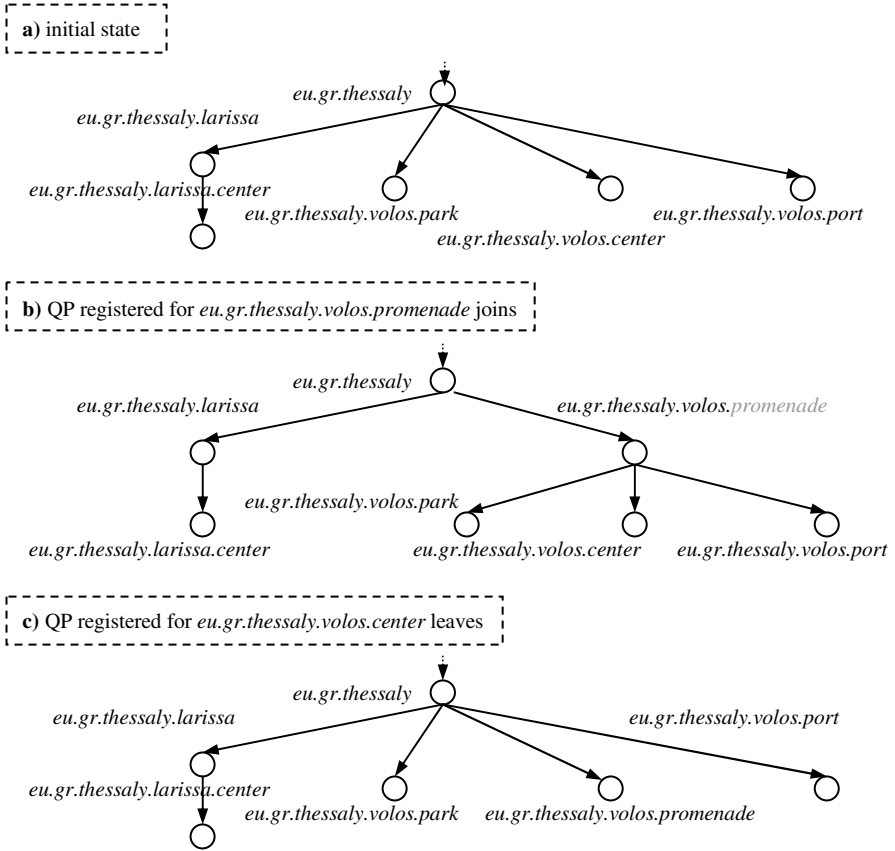 a) initial state
eu.gr.thessaly
eu.gr.thessaly.larissa
eu.gr.thessaly.larissa.center
eu.gr.thessaly.volos.park
eu.gr.thessaly.volos.port
eu.gr.thessaly.volos.center
b) QP registered for eu.gr.thessaly.volos.promenade joins
eu.gr.thessaly
eu.gr.thessaly.larissa
eu.gr.thessaly.volos.promenade
eu.gr.thessaly.volos.park
eu.gr.thessaly.larissa.center
eu.gr.thessaly.volos.center
eu.gr.thessaly.volos.port
c) QP registered for eu.gr.thessaly.volos.center leaves
eu.gr.thessaly
eu.gr.thessaly.larissa
eu.gr.thessaly.volos.port
eu.gr.thessaly.larissa.center
eu.gr.thessaly.volos.park
eu.gr.thessaly.volos.promenade